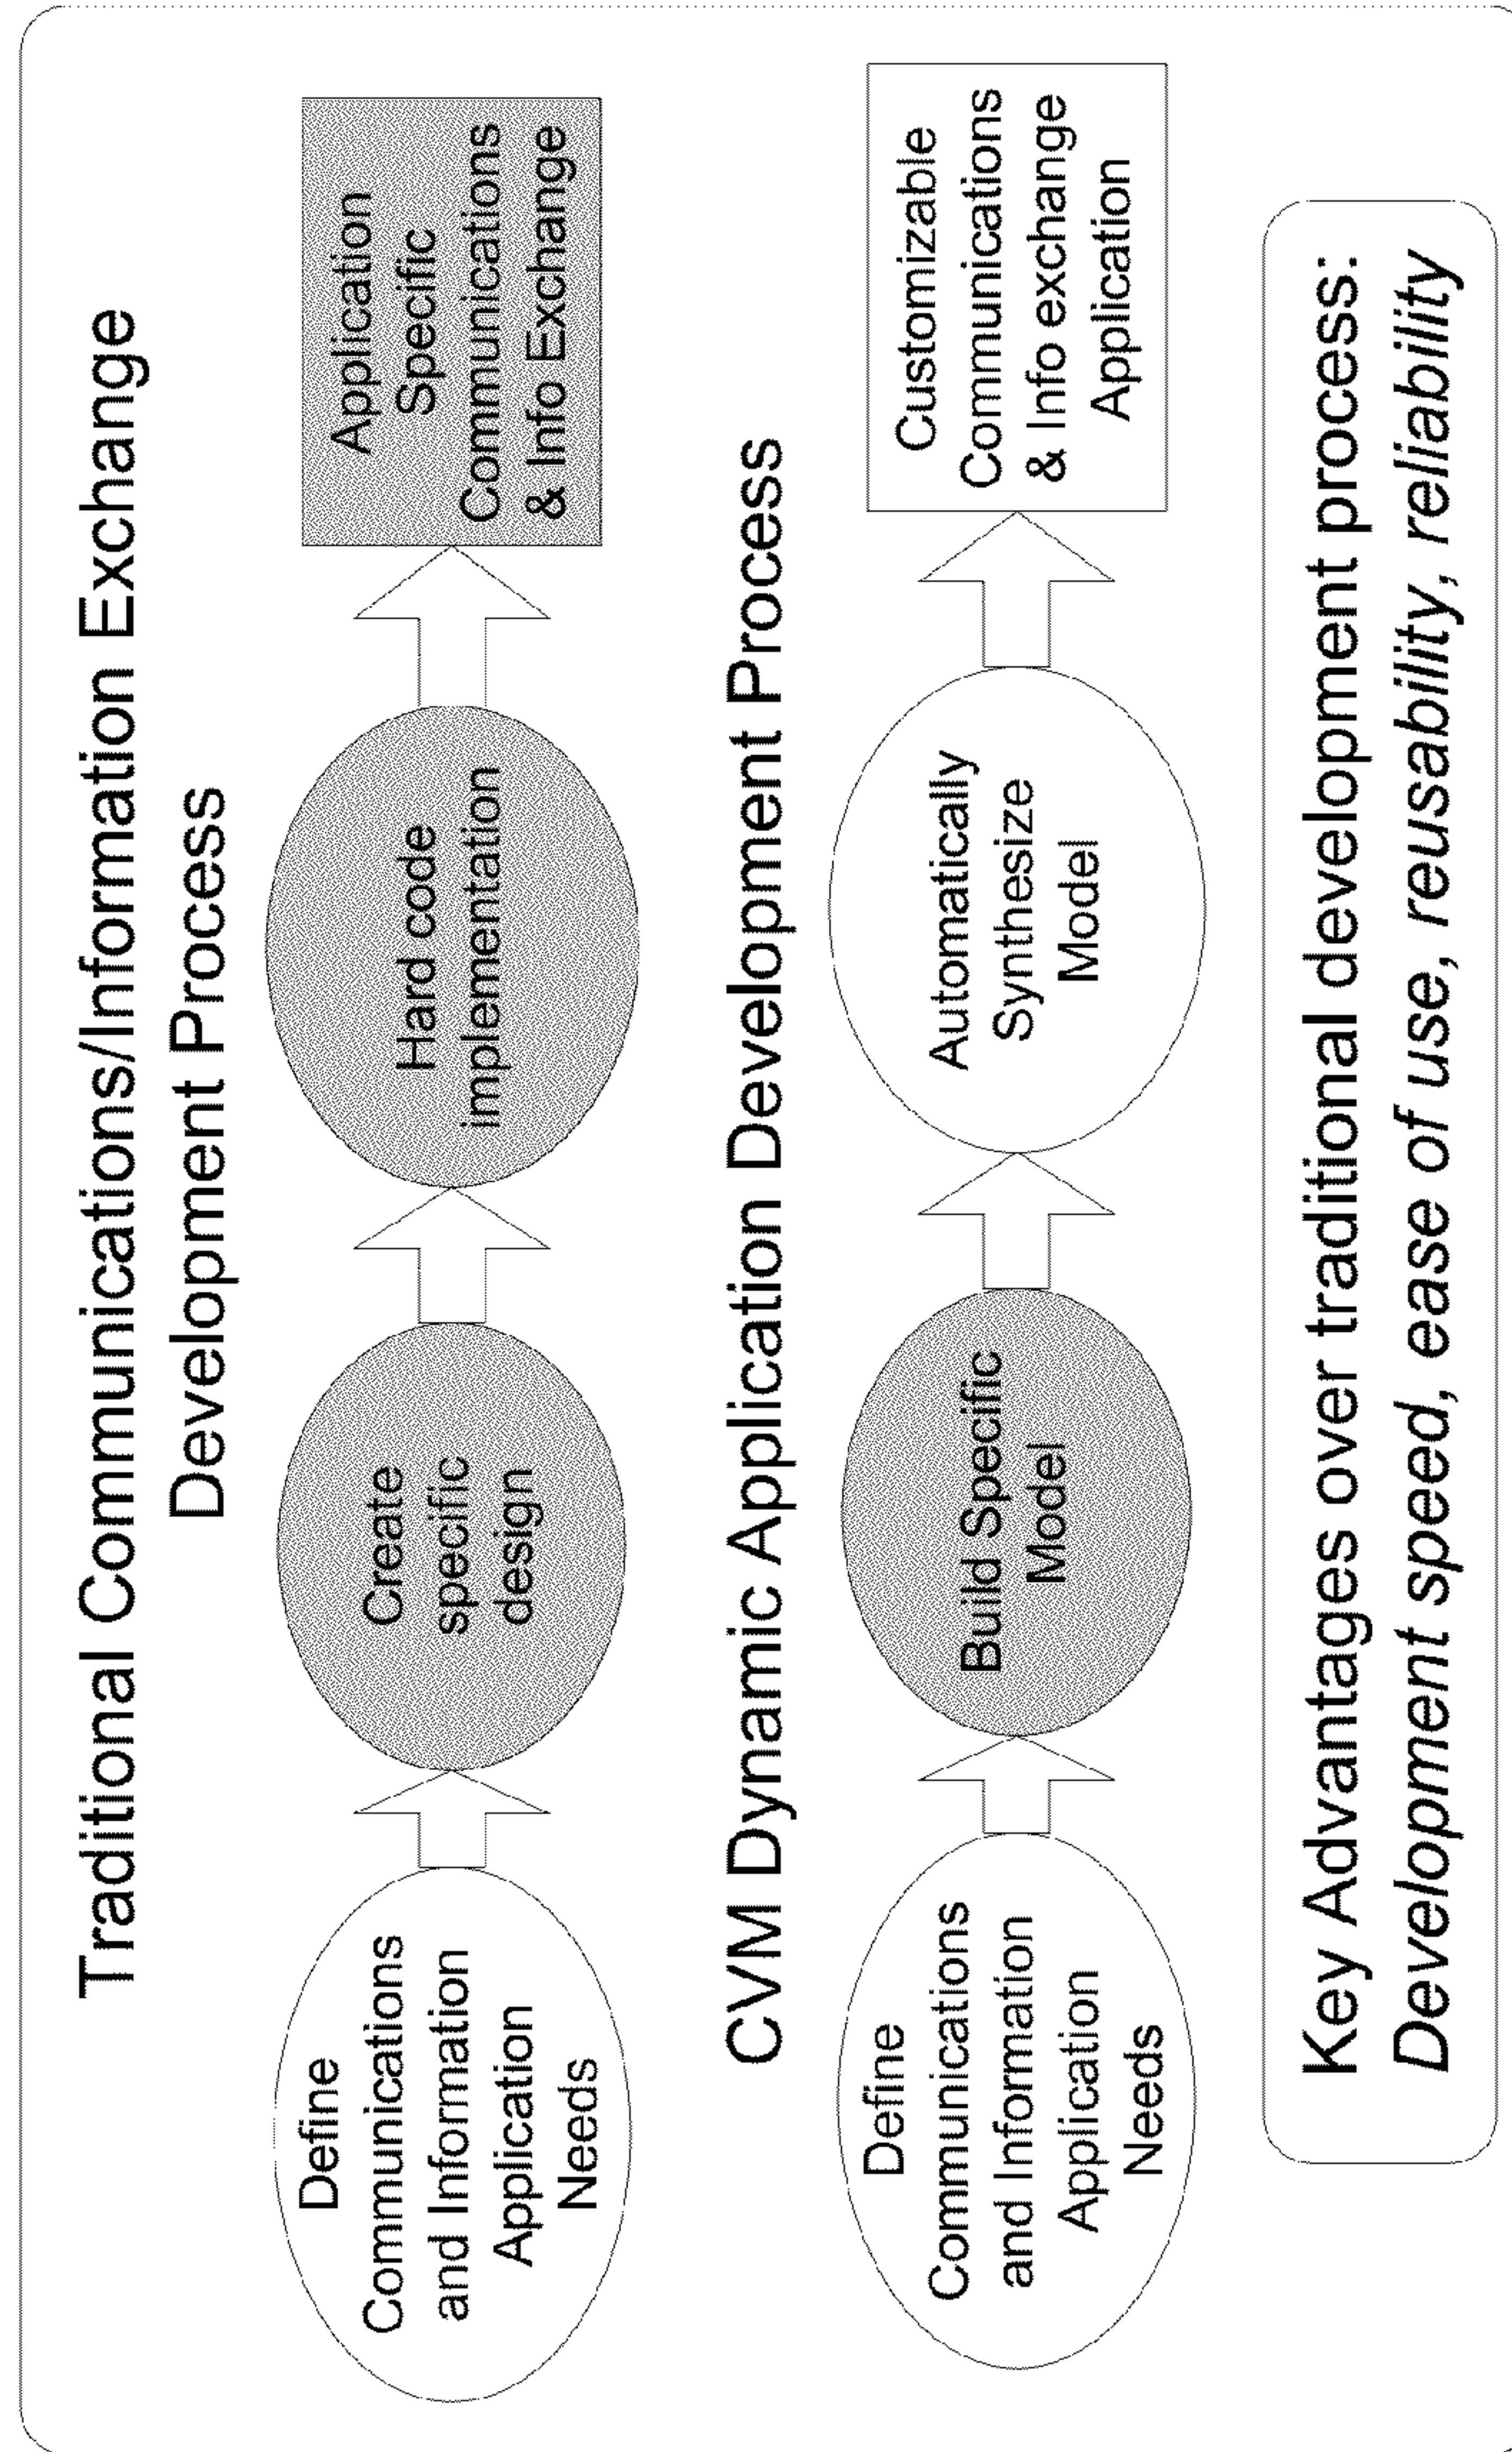 Traditional Communications/Information Exchange
Development Process
Define
Communications
and Information
Application
Needs
Create
specific
design
Hard code
implementation
Application
Specific
Communications
& Info Exchange
CVM Dynamic Application Development Process
Define
Communications
and Information
Application
Needs
Build Specific
Model
Automatically
Synthesize
Model
Customizable
Communications
& Info exchange
Application
Key Advantages over traditional development process:
Development speed, ease of use, reusability, reliability